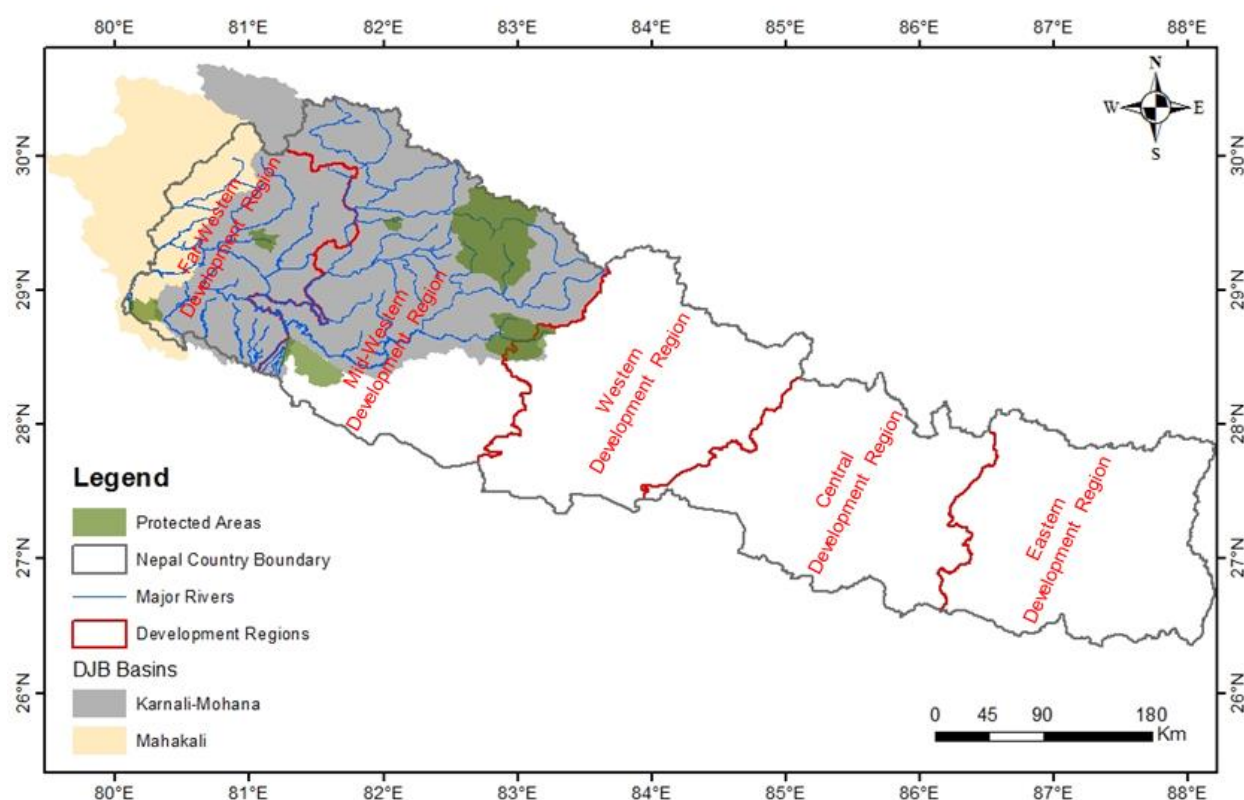 80°E 81°E 82°E 83°E 84°E 85°E 86°E 87°E 88°E
N
W E
S
30°N 30°N
29°N 29°N
28°N 28°N
27°N 27°N
26°N 26°N
Far-Western
Development Region
Mid-Western
Development Region
Western
Development Region
Central
Development Region
Eastern
Development Region
Legend
Protected Areas
Nepal Country Boundary
Major Rivers
Development Regions
DJB Basins
Karnali-Mohana
Mahakali
0 45 90 180
Km
80°E 81°E 82°E 83°E 84°E 85°E 86°E 87°E 88°E